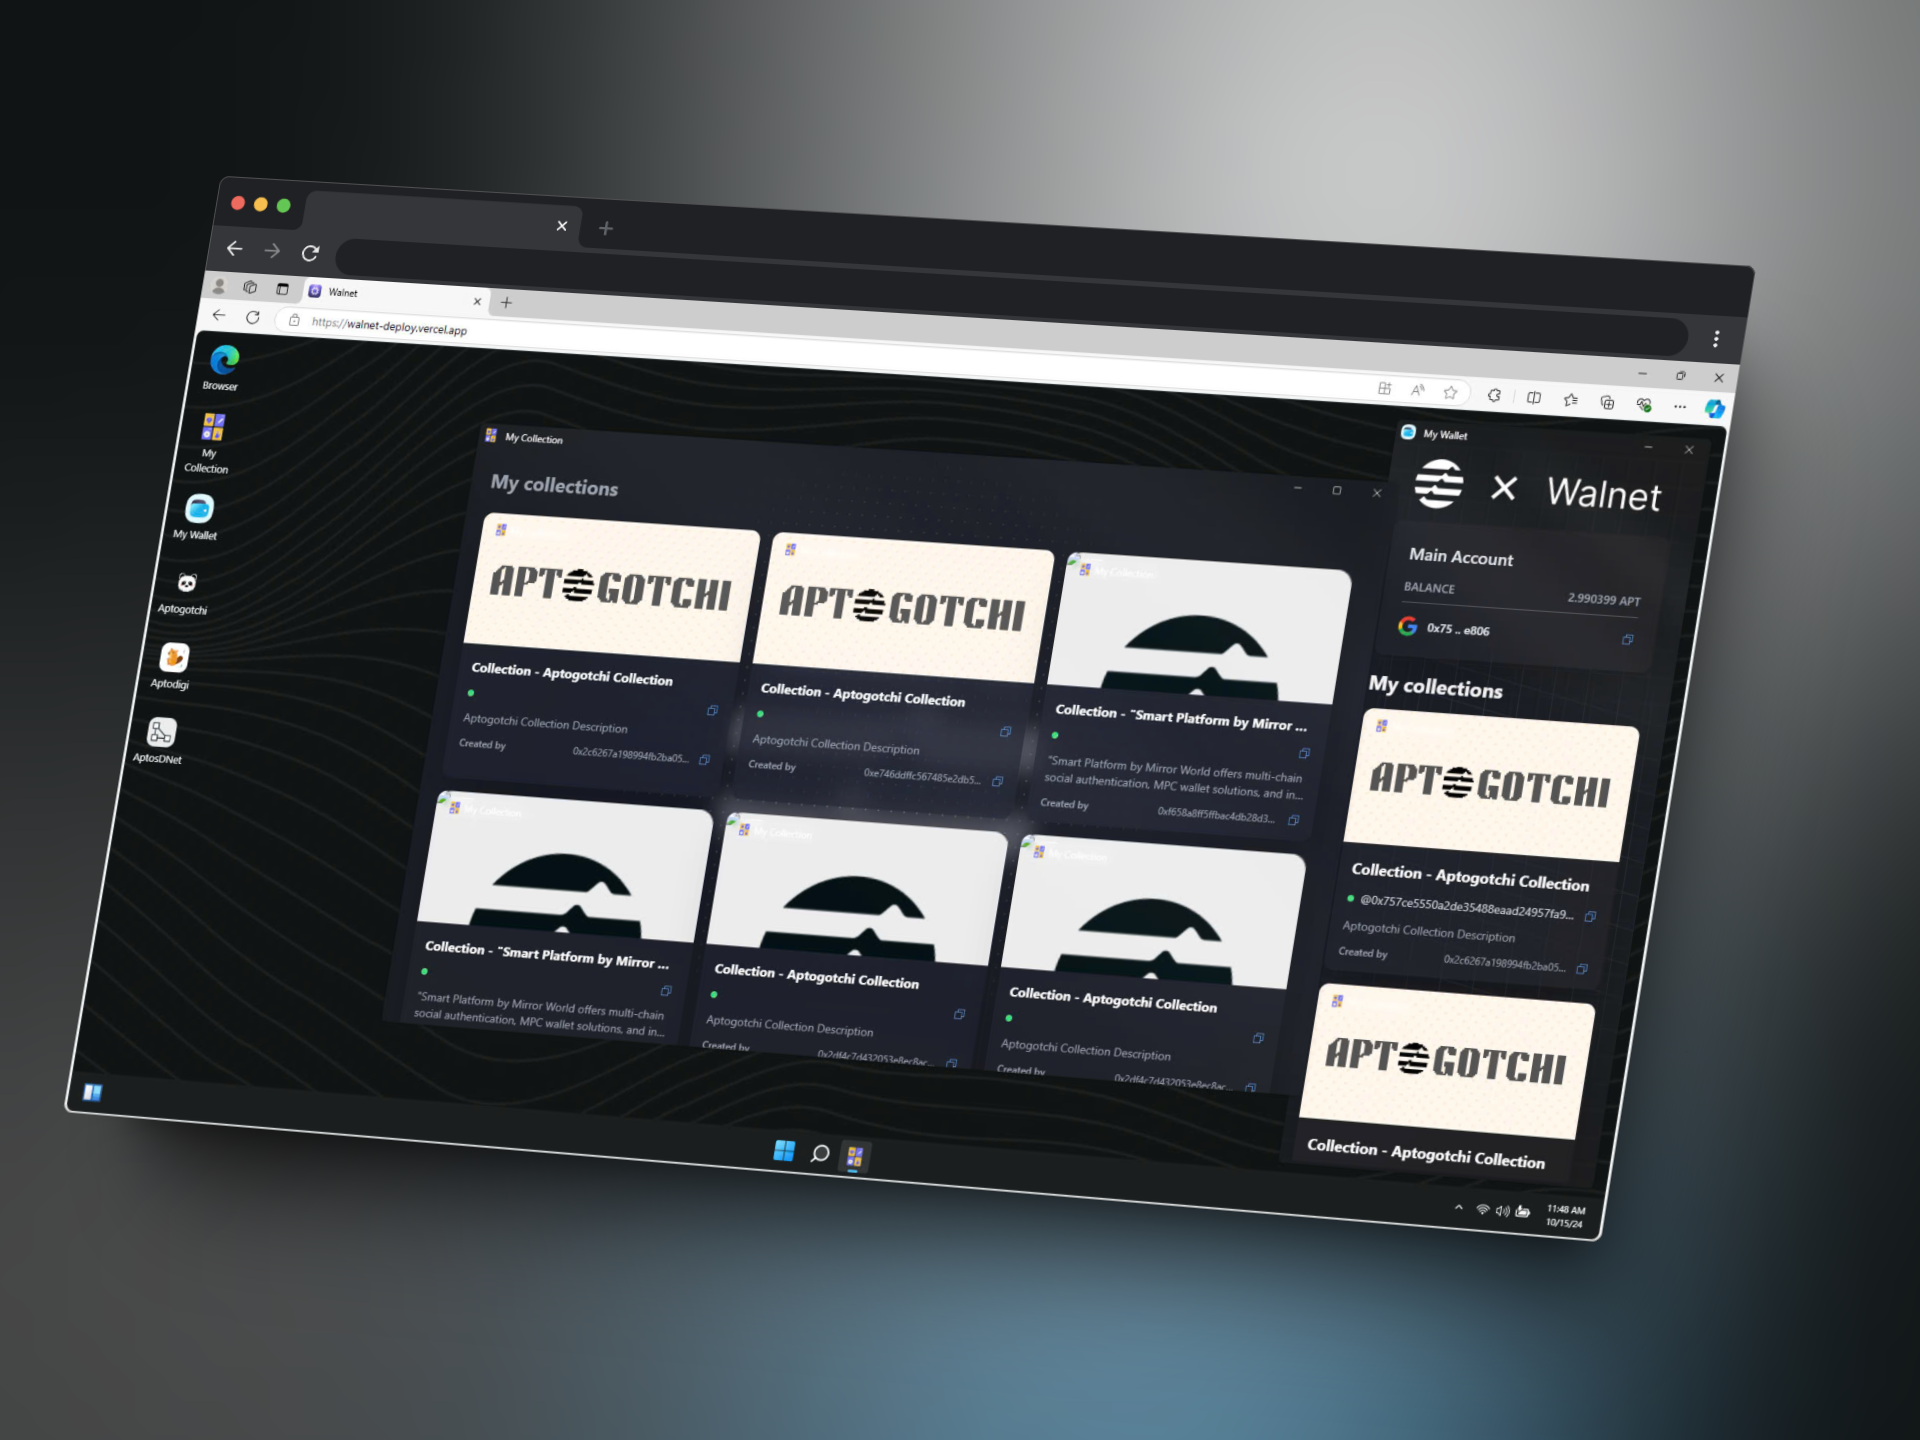 Walnet
https://walnet-deploy.vercel.app
Browser
My
Collection
My Wallet
Aptogotchi
Aptodigi
AptosDNet
My Collection
My collections
APTOGOTCHI
Collection - Aptogotchi Collection
Aptogotchi Collection Description
Created by
0x2c6267a198994fb2ba05...
APTOGOTCHI
Collection - Aptogotchi Collection
Aptogotchi Collection Description
Created by
0xe746ddffc567485e2db5...
My Collection
Collection - "Smart Platform by Mirror ...
"Smart Platform by Mirror World offers multi-chain
social authentication, MPC wallet solutions, and in...
Created by
0xf658a8ff5ffbac4db28d3...
My Collection
Collection - "Smart Platform by Mirror ...
"Smart Platform by Mirror World offers multi-chain
social authentication, MPC wallet solutions, and in...
My Collection
Collection - Aptogotchi Collection
Aptogotchi Collection Description
Created by
0x2df4c7d432053e8ec8ac...
My Collection
Collection - Aptogotchi Collection
Aptogotchi Collection Description
Created by
0x2df4c7d432053e8ec8ac...
My Wallet
Walnet
Main Account
BALANCE
2.990399 APT
0x75 .. e806
My collections
APTOGOTCHI
Collection - Aptogotchi Collection
@0x757ce5550a2de35488eaad24957fa9...
Aptogotchi Collection Description
Created by
0x2c6267a198994fb2ba05...
APTOGOTCHI
Collection - Aptogotchi Collection
11:48 AM
10/15/24